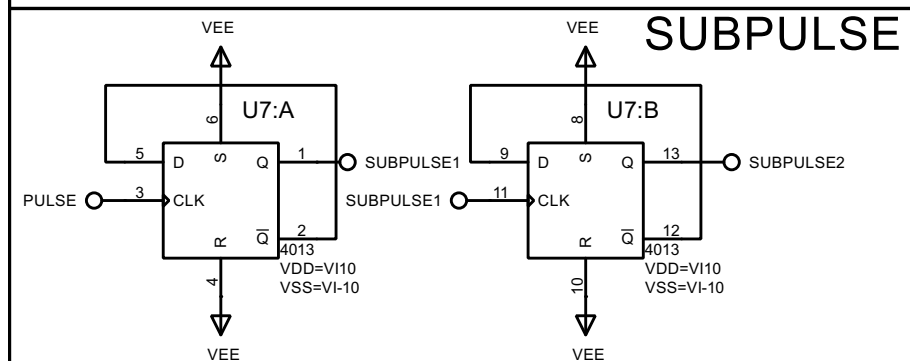 SUBPULSE
VEE
6
U7:A
5
D
S
Q
1
SUBPULSE1
PULSE
3
CLK
R
Q
2
4013
VDD=VI10
VSS=VI-10
4
VEE
VEE
8
U7:B
9
D
S
Q
13
SUBPULSE2
SUBPULSE1
11
CLK
R
Q
12
4013
VDD=VI10
VSS=VI-10
10
VEE